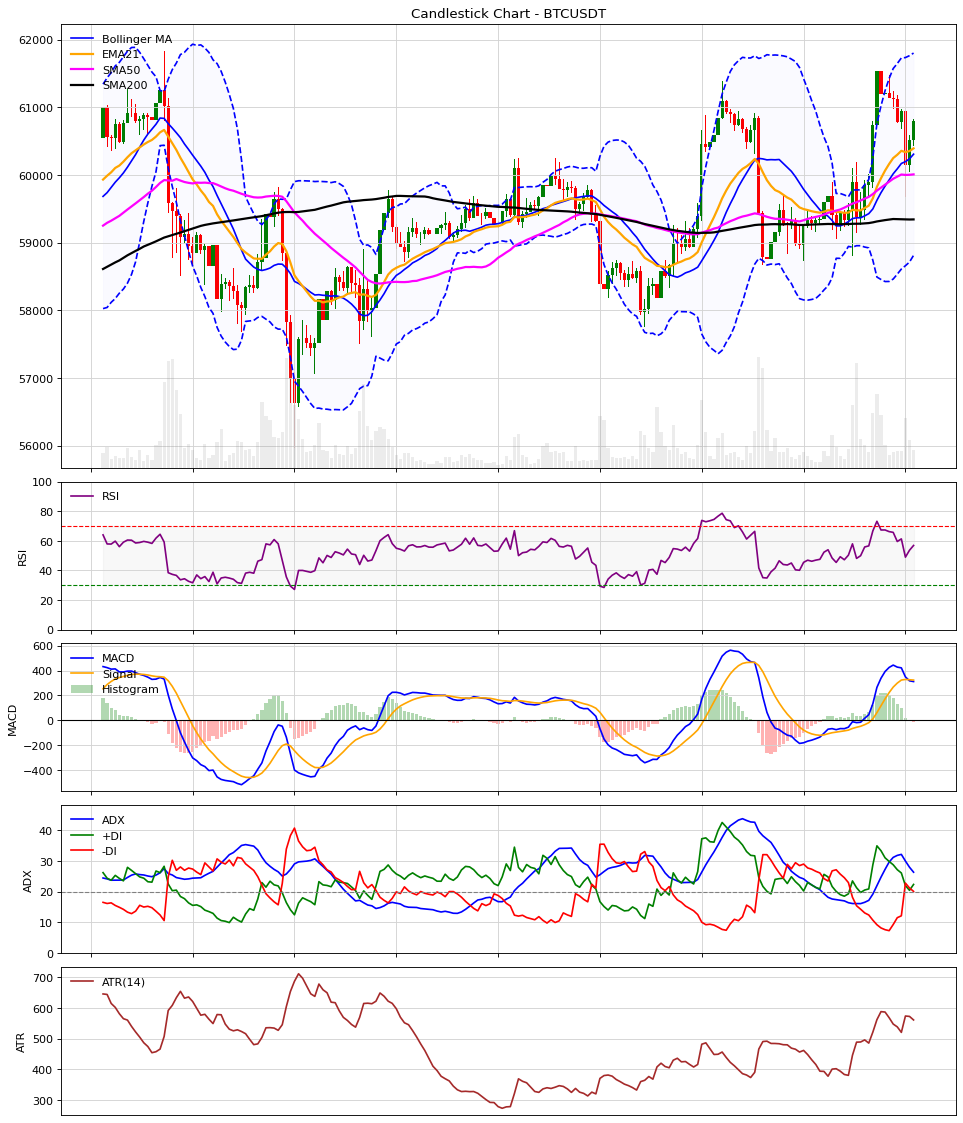 Candlestick Chart - BTCUSDT
62000
61000
60000
59000
58000
57000
56000
Bollinger MA
EMA21
SMA50
SMA200
100
80
60
40
20
0
RSI
RSI
600
400
200
0
−200
−400
MACD
MACD
Signal
Histogram
40
30
20
10
0
ADX
ADX
+DI
-DI
700
600
500
400
300
ATR
ATR(14)